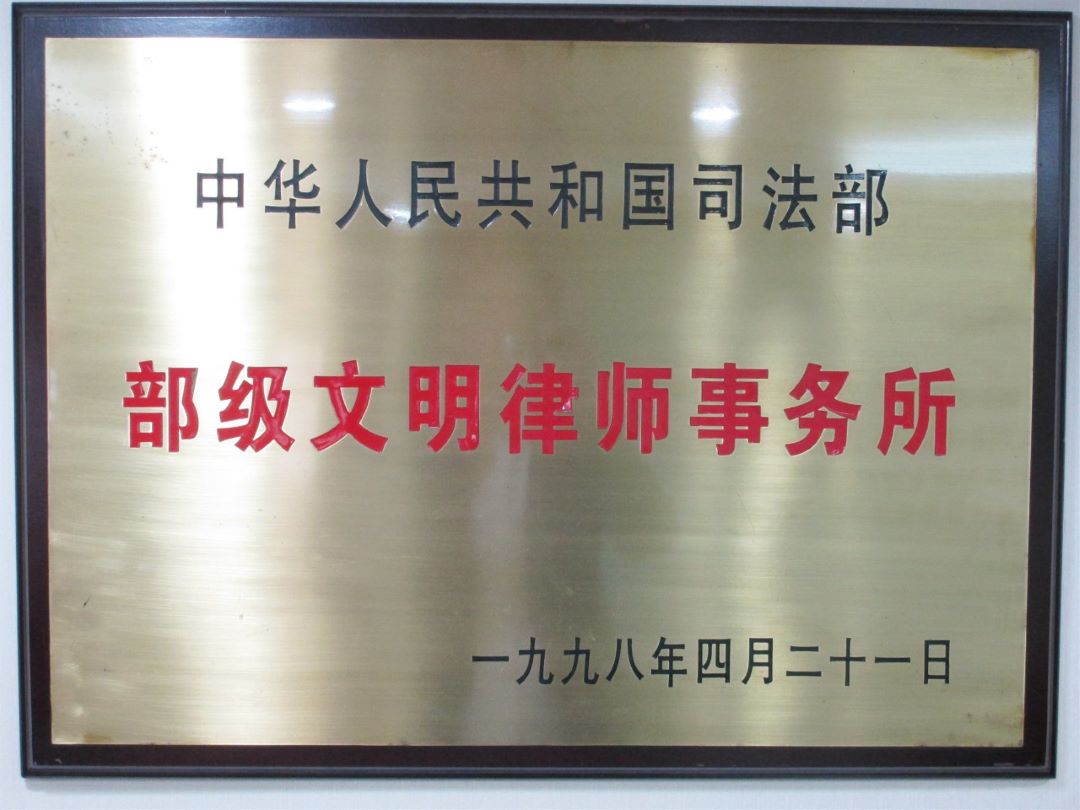 中华人民共和国司法部
部级文明律师事务所
一九九八年四月二十一日